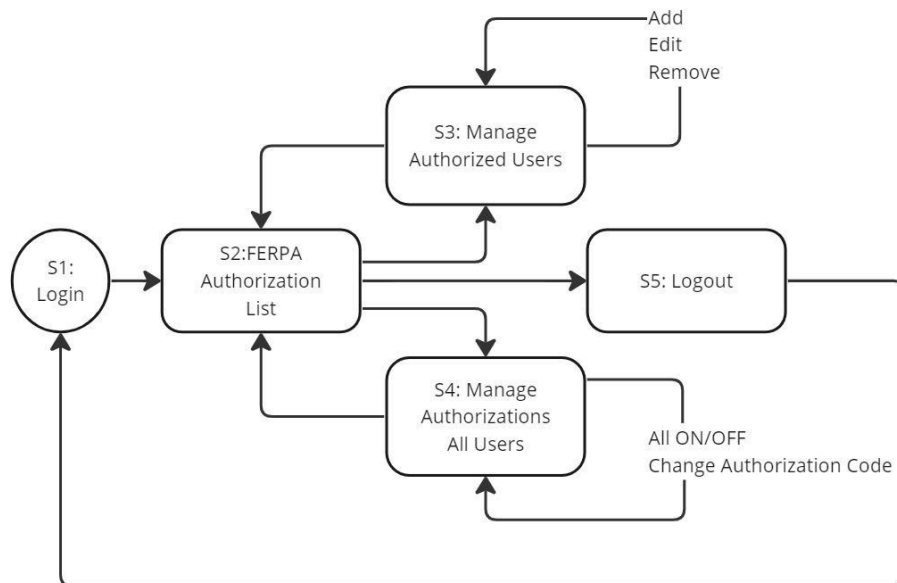 Add
Edit
Remove
S3: Manage
Authorized Users
S1:
Login
S2:FERPA
Authorization
List
S5: Logout
S4: Manage
Authorizations
All Users
All ON/OFF
Change Authorization Code